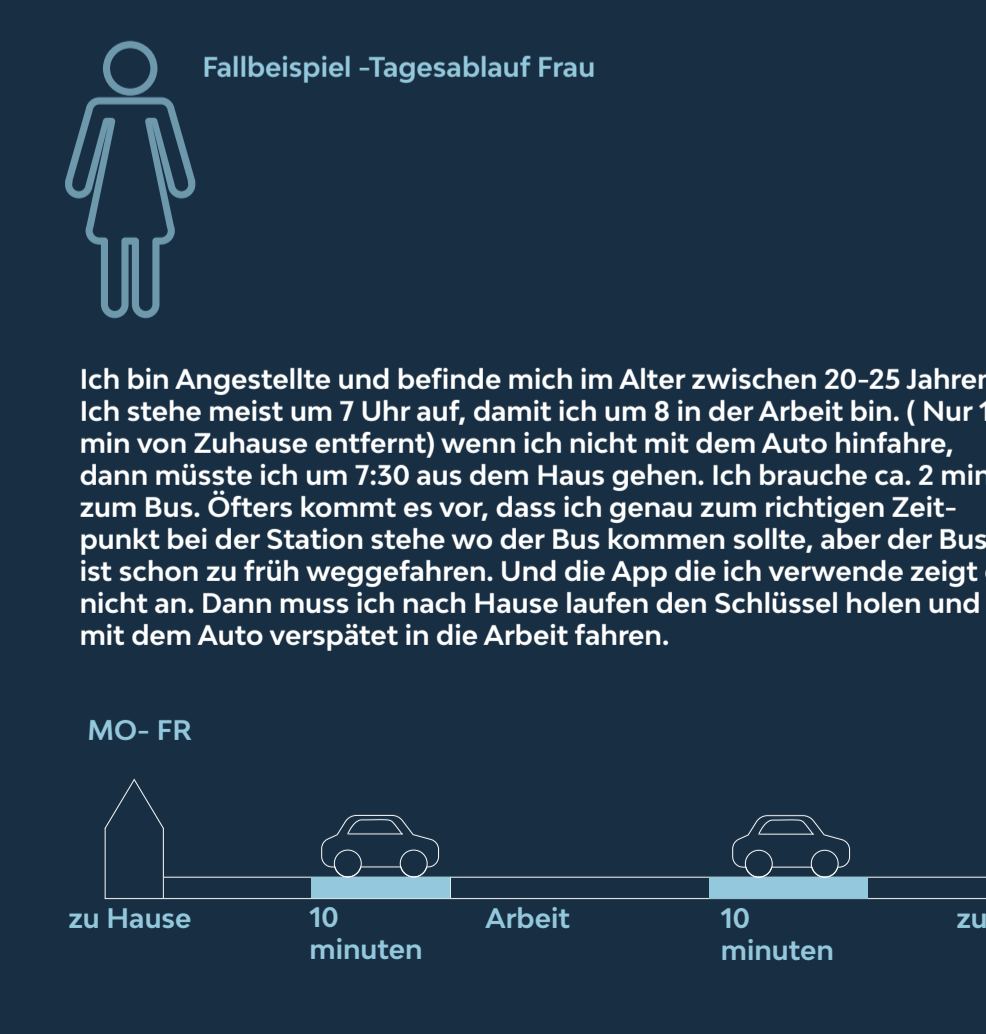 Fallbeispiel -Tagesablauf Frau
Ich bin Angestellte und befinde mich im Alter zwischen 20-25 Jahren
Ich stehe meist um 7 Uhr auf, damit ich um 8 in der Arbeit bin. ( Nur 1
min von Zuhause entfernt) wenn ich nicht mit dem Auto hinfahre,
dann müsste ich um 7:30 aus dem Haus gehen. Ich brauche ca. 2 min
zum Bus. Öfters kommt es vor, dass ich genau zum richtigen Zeit-
punkt bei der Station stehe wo der Bus kommen sollte, aber der Bus
ist schon zu früh weggefahren. Und die App die ich verwende zeigt
nicht an. Dann muss ich nach Hause laufen den Schlüssel holen und
mit dem Auto verspätet in die Arbeit fahren.
MO- FR
zu Hause
10
minuten
Arbeit
10
minuten
zu